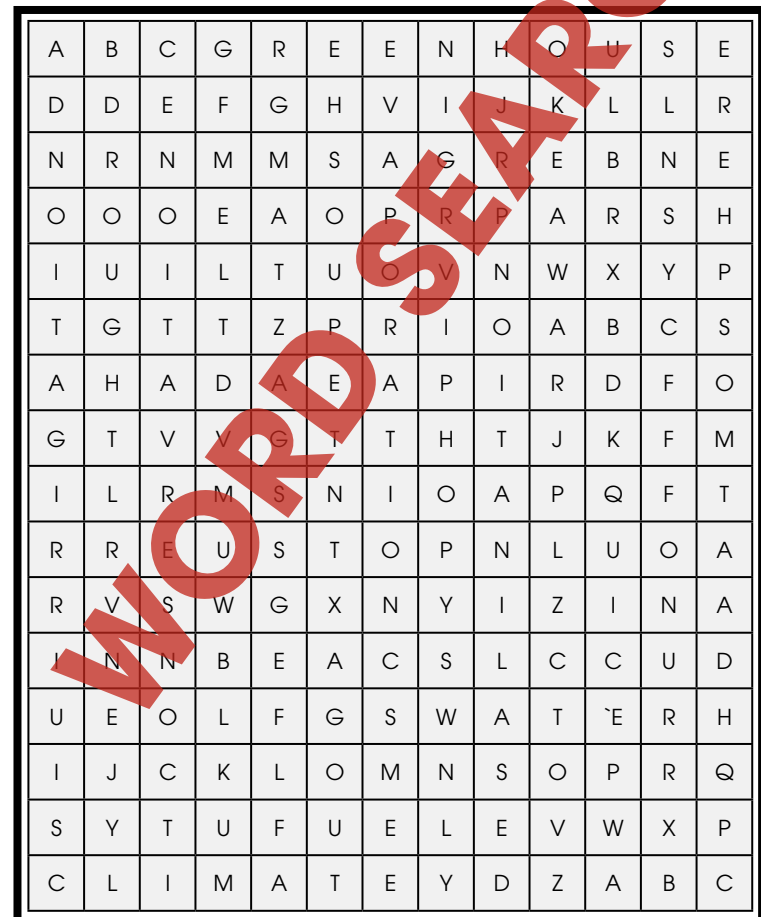 A B C G R E E N H O U S E
D D E F G H V I J K L L R
N R N M M S A G R E B N E
O O O E A O P R P A R S H
I U I L T U O V N W X Y P
T G T T Z P R I O A B C S
A H A D A E A P I R D F O
G T V V G T T H T J K F M
I L R M S N I O A P Q F T
R R E U S T O P N L U O A
R V S W G X N Y I Z I N A
I N N B E A C S L C C U D
U E O L F G S W A T `E R H
I J C K L O M N S O P R Q
S Y T U F U E L E V W X P
C L I M A T E Y D Z A B C
WORD SEARC